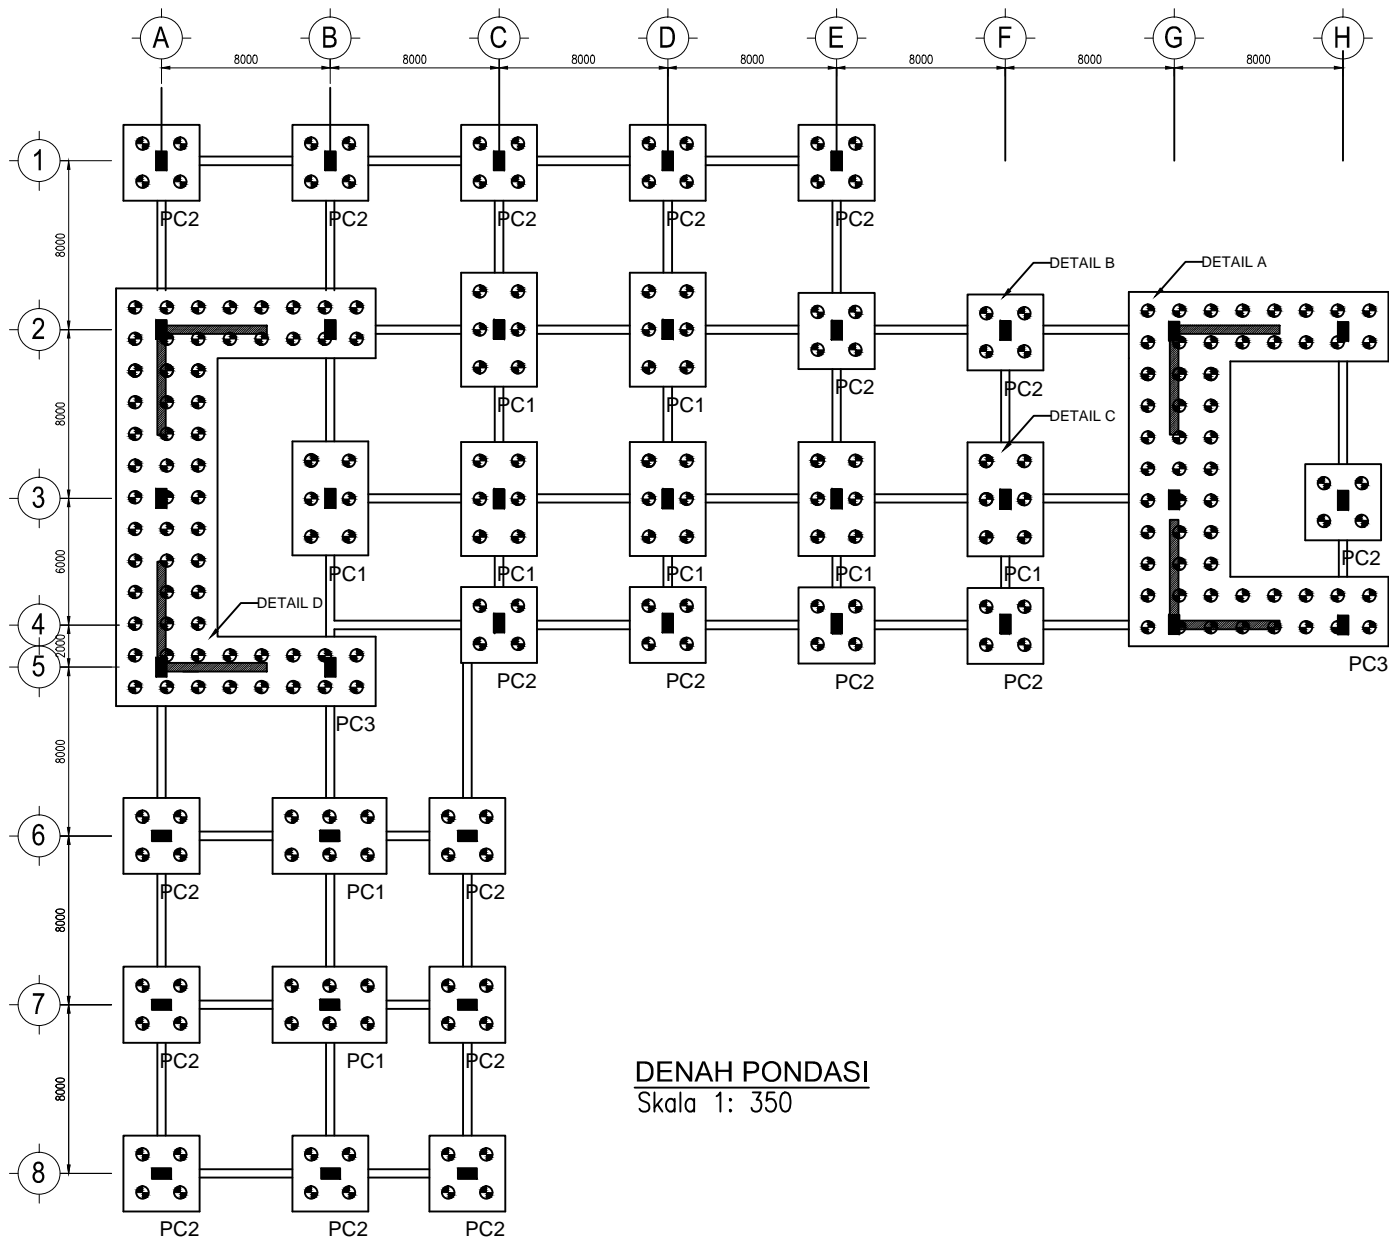 A B C D E F G H
8000 8000 8000 8000 8000 8000 8000
1
PC2 PC2 PC2 PC2 PC2
8000
DETAIL B DETAIL A
2
PC2 PC2
PC1 PC1
8000
DETAIL C
3
PC2
PC1 PC1 PC1 PC1 PC1
6000
DETAIL D
4
2000
5
PC3
PC2 PC2 PC2 PC2
PC3
8000
6
PC2 PC1 PC2
8000
7
PC2 PC1 PC2
DENAH PONDASI
Skala 1: 350
8000
8
PC2 PC2 PC2